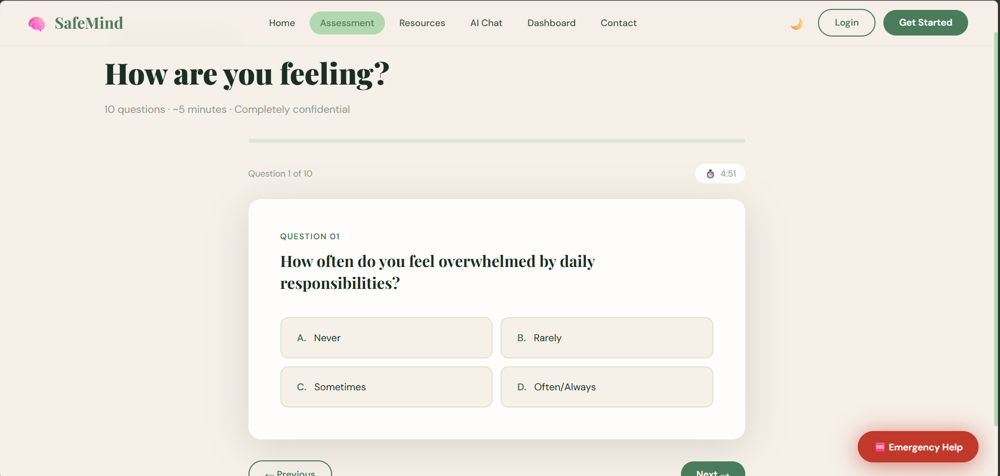 SafeMind
Home
Assessment
Resources
AI Chat
Dashboard
Contact
Login
Get Started
How are you feeling?
10 questions · ~5 minutes · Completely confidential
Question 1 of 10
4:51
QUESTION 01
How often do you feel overwhelmed by daily
responsibilities?
A. Never
B. Rarely
C. Sometimes
D. Often/Always
SOS Emergency Help
← Previous
Next →